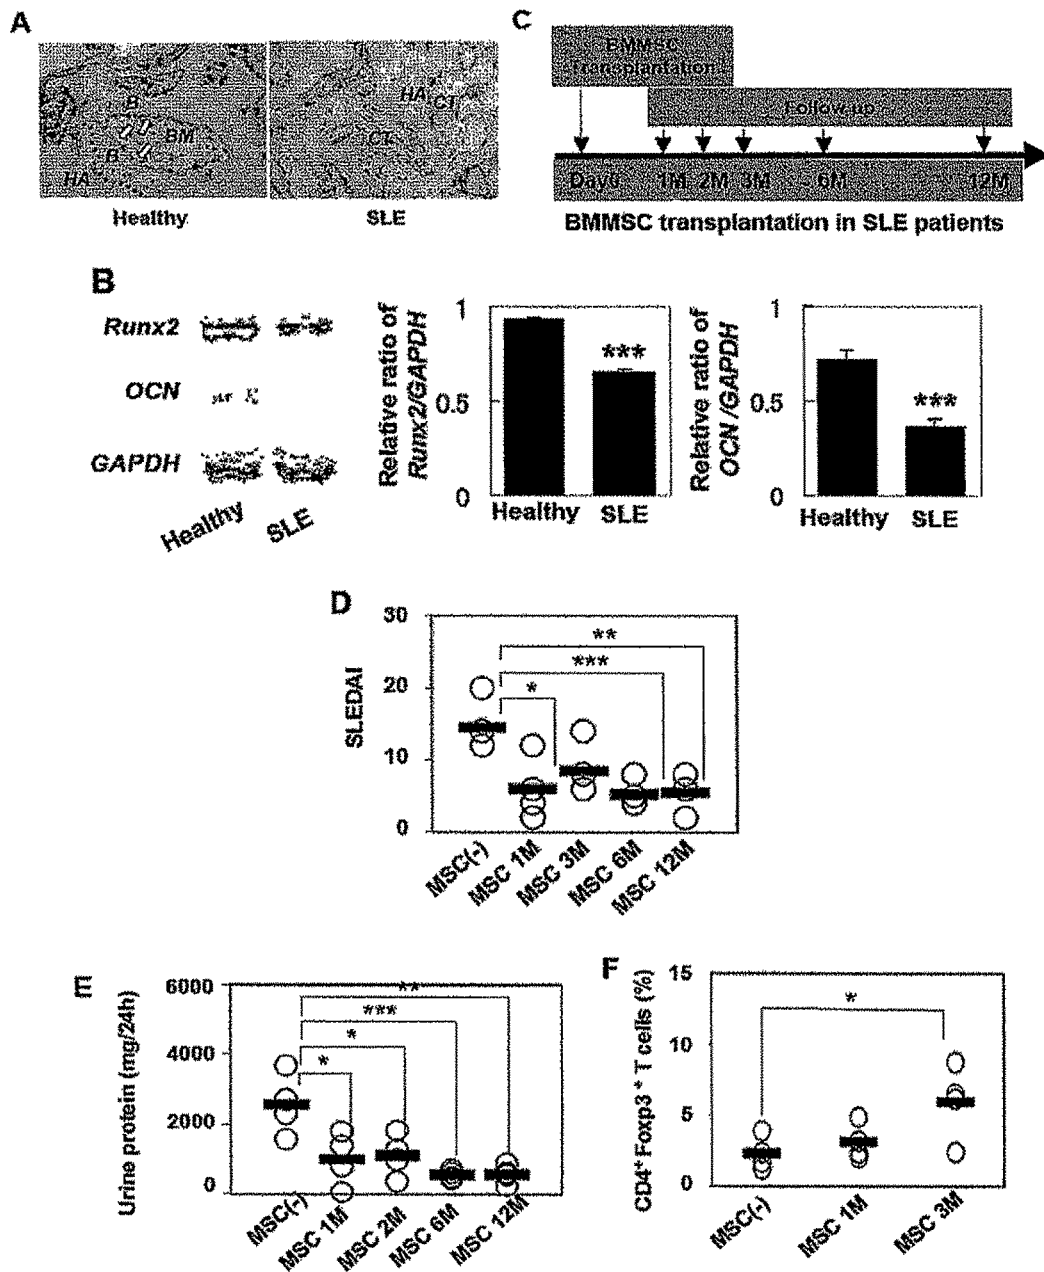 A
B
BM
B
HA
HA
CT
CT
Healthy
SLE
C
BMMSC
Transplantation
Follow up
Day0 1M 2M 3M 6M 12M
BMMSC transplantation in SLE patients
B
Runx2
OCN
GAPDH
Healthy
SLE
Relative ratio of
Runx2/GAPDH
1
0.5
0
***
Healthy
SLE
Relative ratio of
OCN /GAPDH
1
0.5
0
***
Healthy
SLE
D
SLEDAI
30
20
10
0
**
***
*
MSC(-)
MSC 1M
MSC 3M
MSC 6M
MSC 12M
E
Urine protein (mg/24h)
6000
4000
2000
0
**
***
*
*
MSC(-)
MSC 1M
MSC 2M
MSC 6M
MSC 12M
F
CD4+ Foxp3 + T cells (%)
15
10
5
0
*
MSC(-)
MSC 1M
MSC 3M